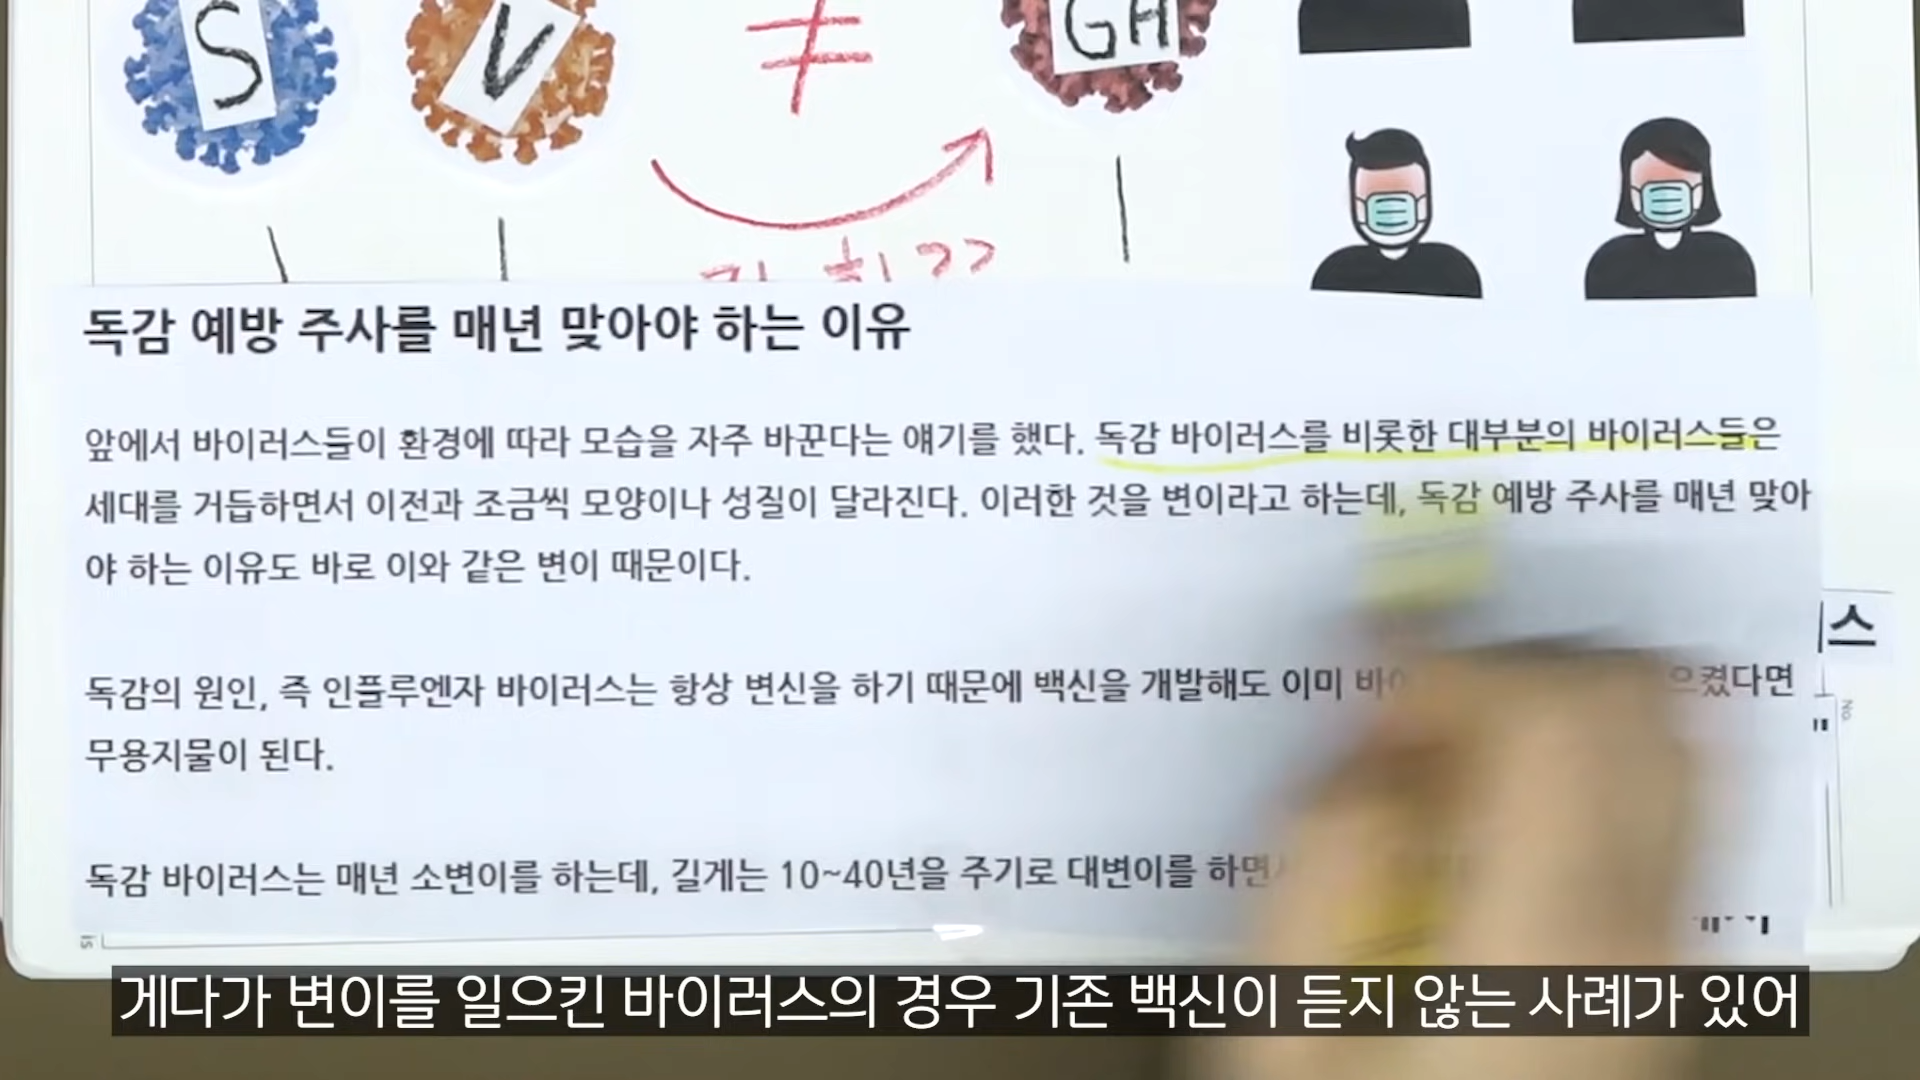 S
V
≠
GH
독감 예방 주사를 매년 맞아야 하는 이유
앞에서 바이러스들이 환경에 따라 모습을 자주 바꾼다는 얘기를 했다. 독감 바이러스를 비롯한 대부분의 바이러스들은
세대를 거듭하면서 이전과 조금씩 모양이나 성질이 달라진다. 이러한 것을 변이라고 하는데, 독감 예방 주사를 매년 맞아
야 하는 이유도 바로 이와 같은 변이 때문이다.
스
독감의 원인, 즉 인플루엔자 바이러스는 항상 변신을 하기 때문에 백신을 개발해도 이미
No.
무용지물이 된다.
독감 바이러스는 매년 소변이를 하는데, 길게는 10~40년을 주기로 대변이를
게다가 변이를 일으킨 바이러스의 경우 기존 백신이 듣지 않는 사례가 있어